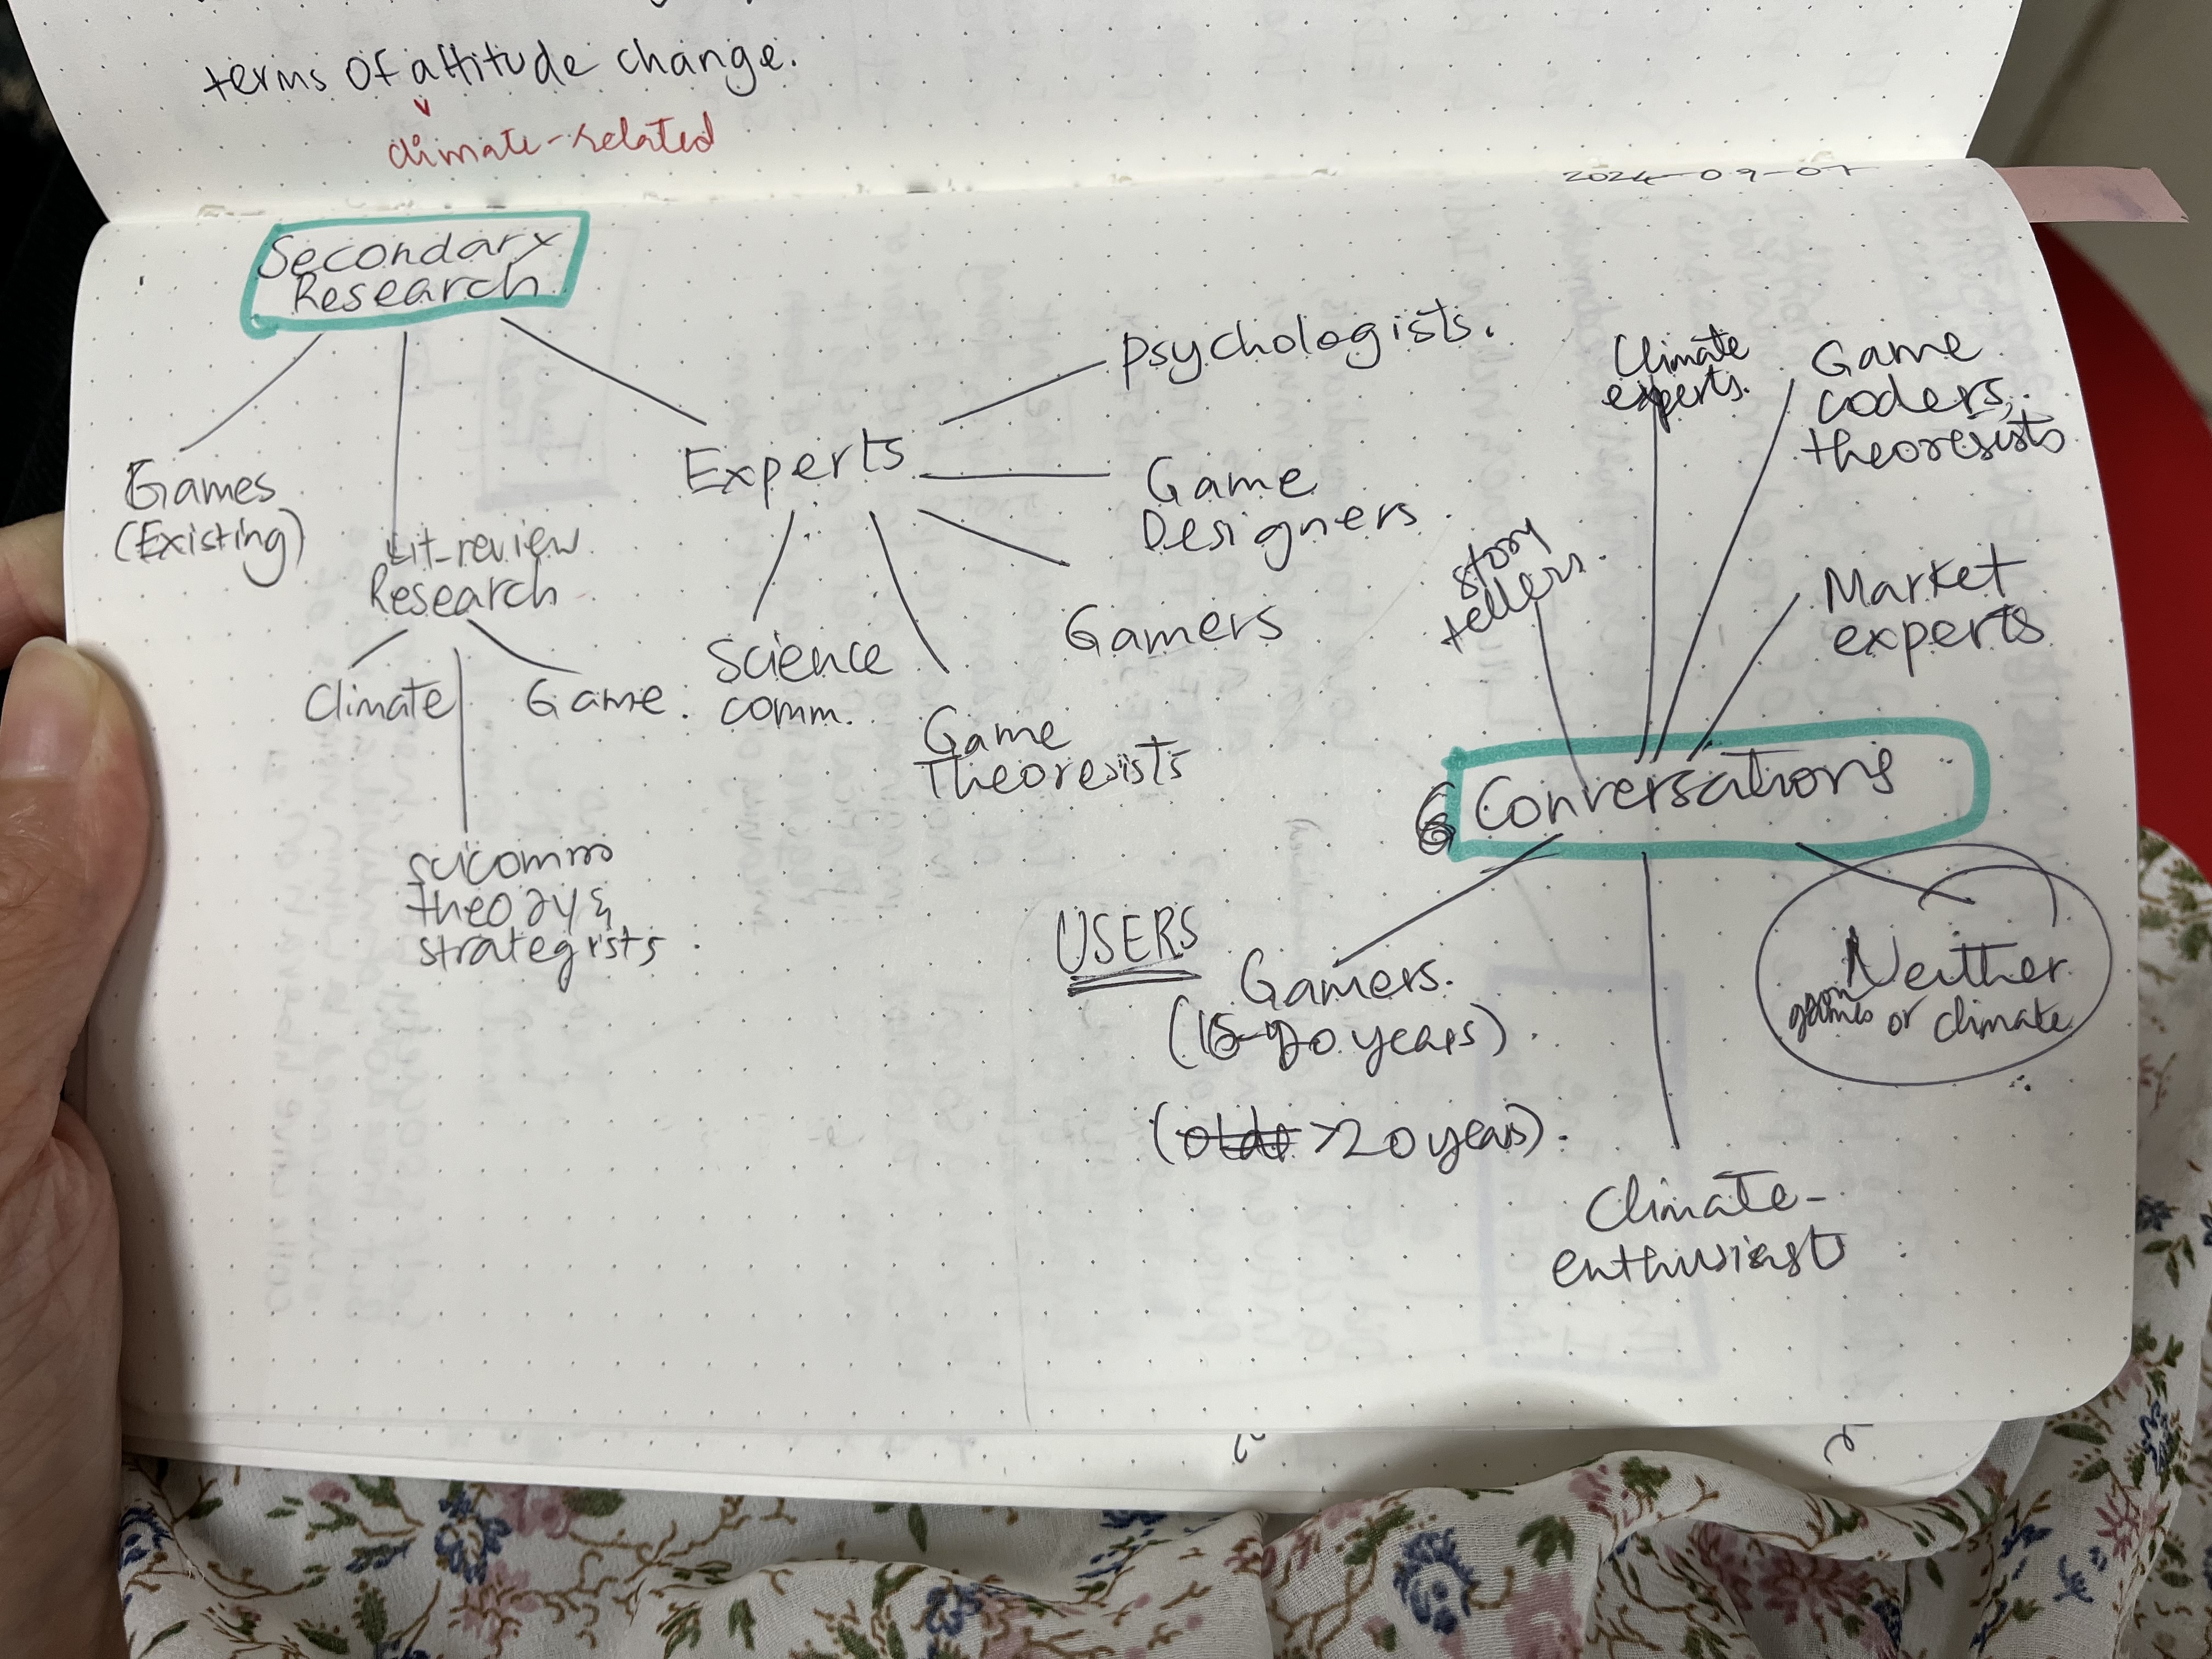 terms of attitude change.
climate-related
2024-09-07
Secondary
Research
Games
(Existing)
Lit-review
Research
Climate
Game.
scicomm
theory &
strategists.
Experts
psychologists.
Game
Designers.
Gamers
Science
comm.
Game
Theoresists
Climate
experts.
Game
coders,
theoresists
story
tellers.
Market
experts
Conversations
USERS
Gamers.
(15-20 years).
(older >20 years).
Neither
games or climate
Climate-
enthusiasts